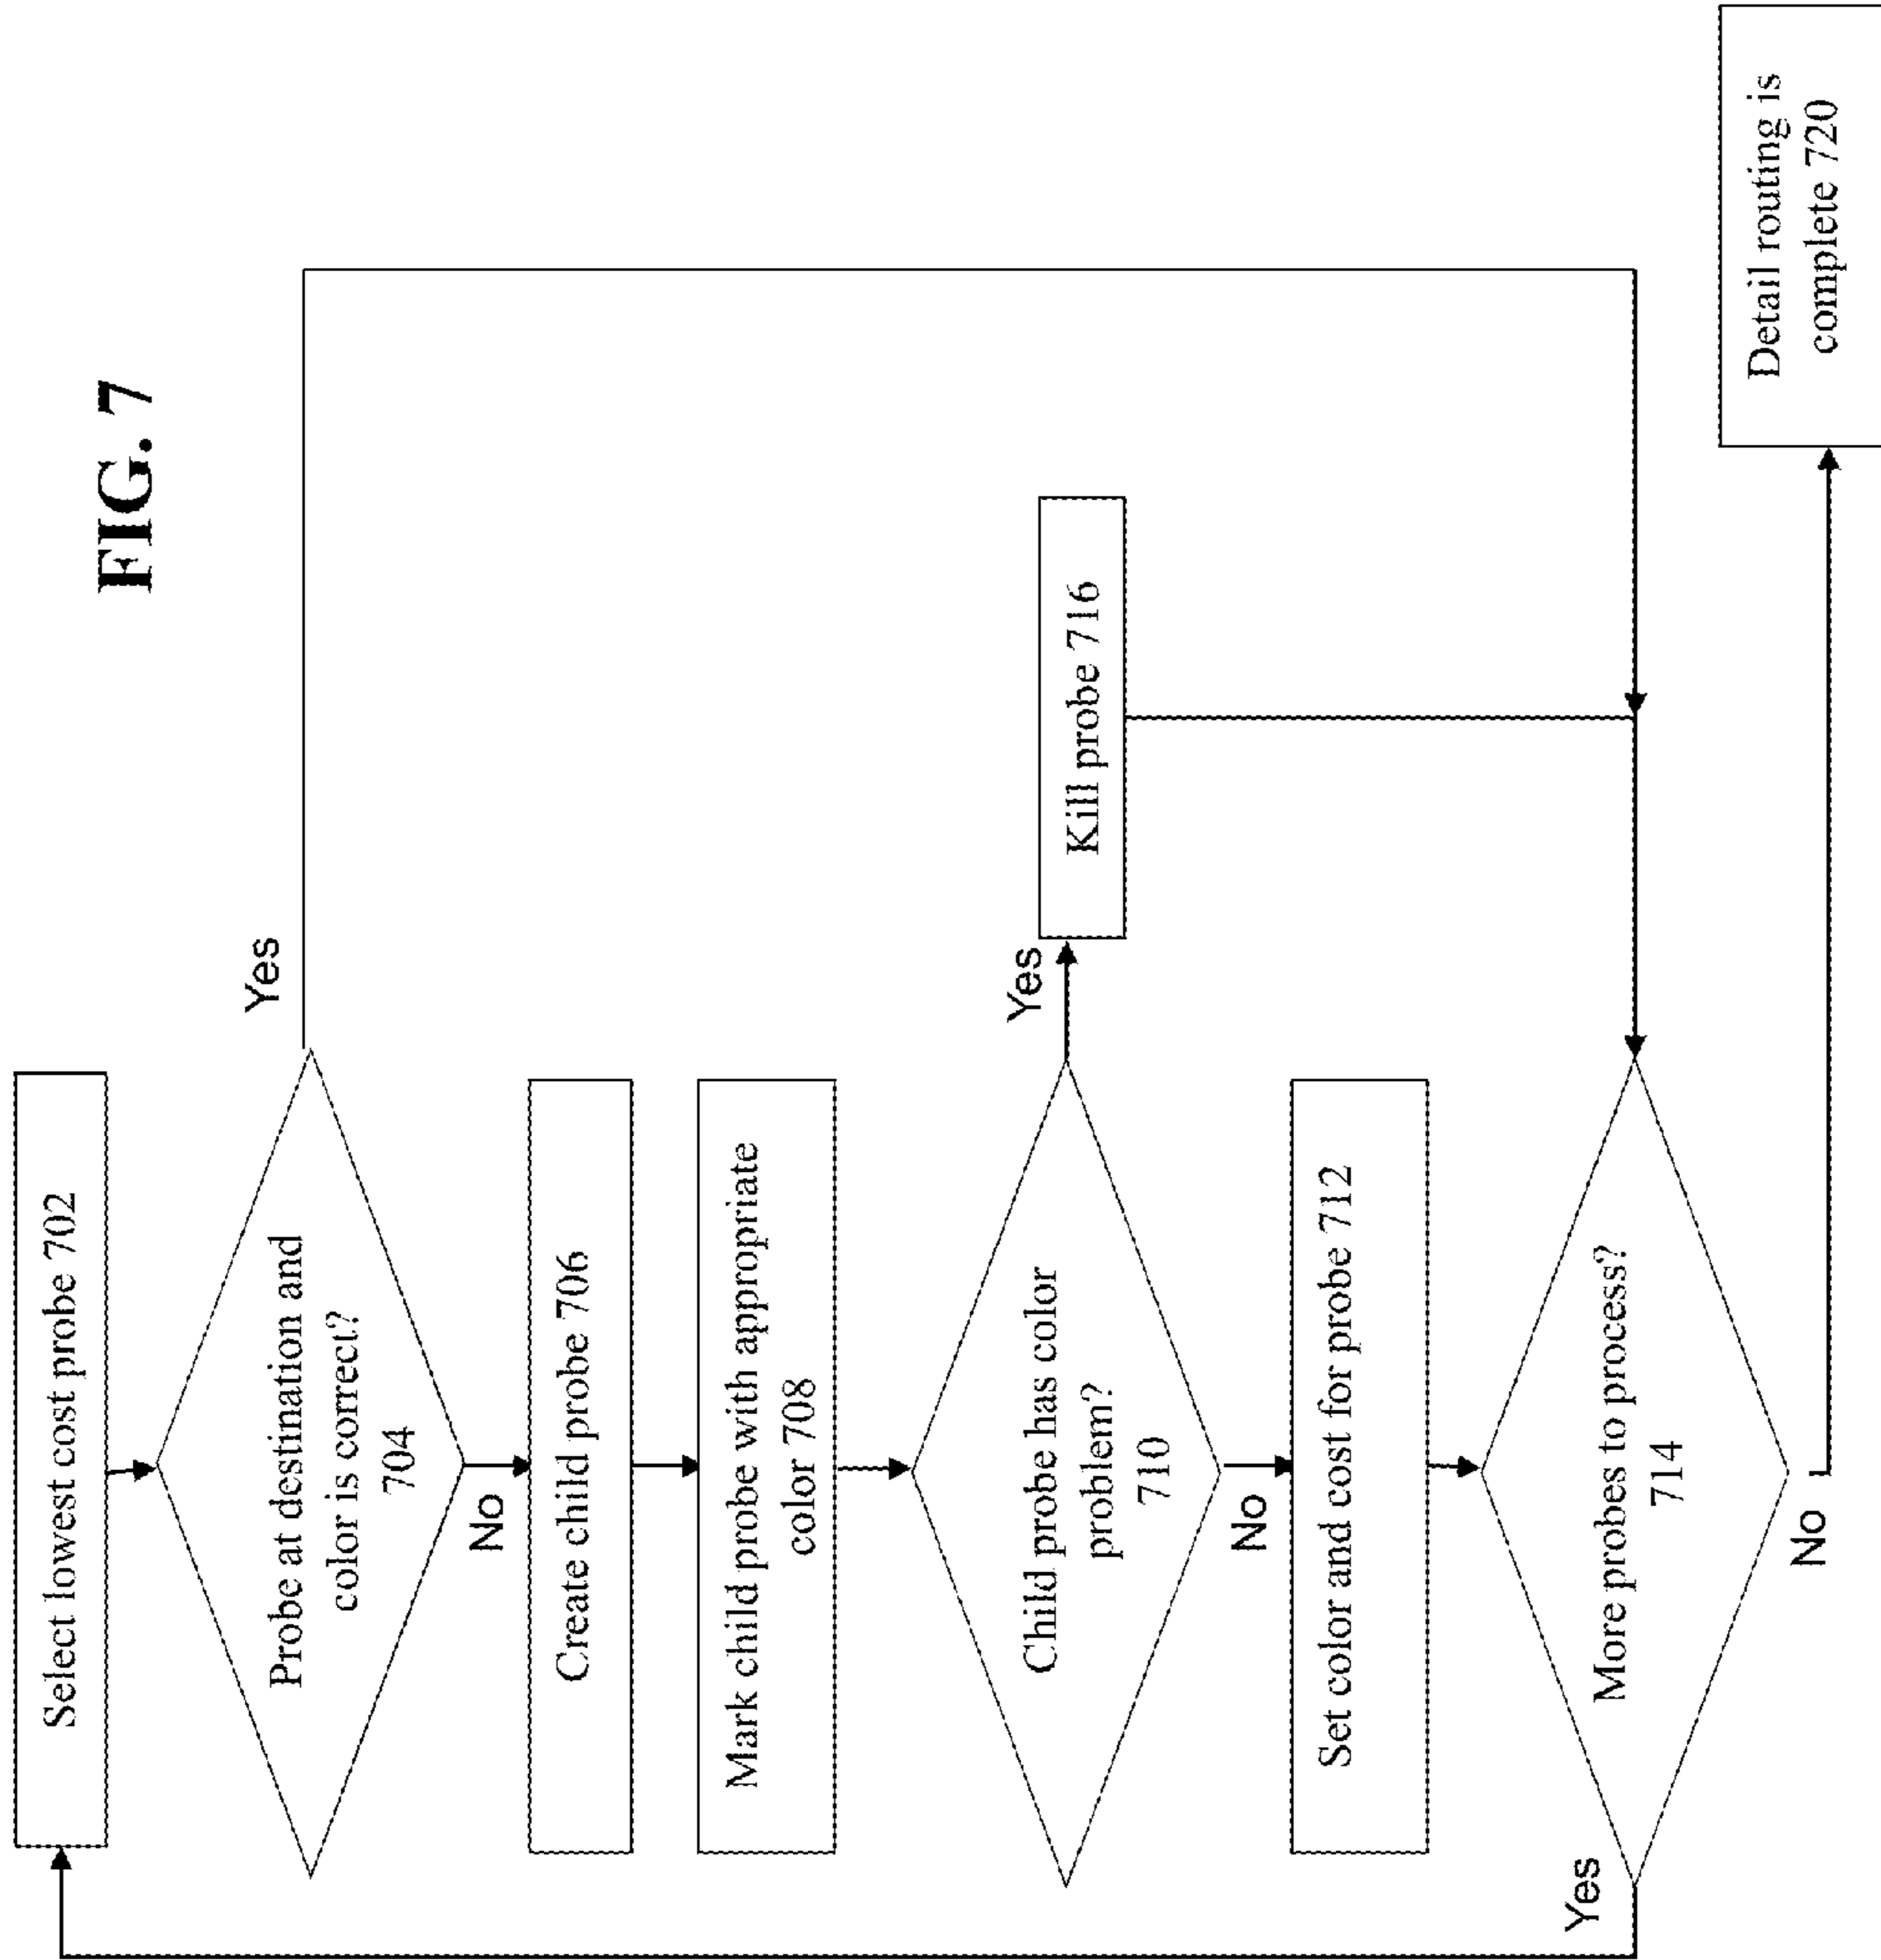 FIG. 7
Select lowest cost probe 702
Probe at destination and
color is correct?
704
Yes
No
Create child probe 706
Mark child probe with appropriate
color 708
Child probe has color
problem?
710
Yes
Kill probe 716
No
Set color and cost for probe 712
More probes to process?
714
Yes
No
Detail routing is
complete 720